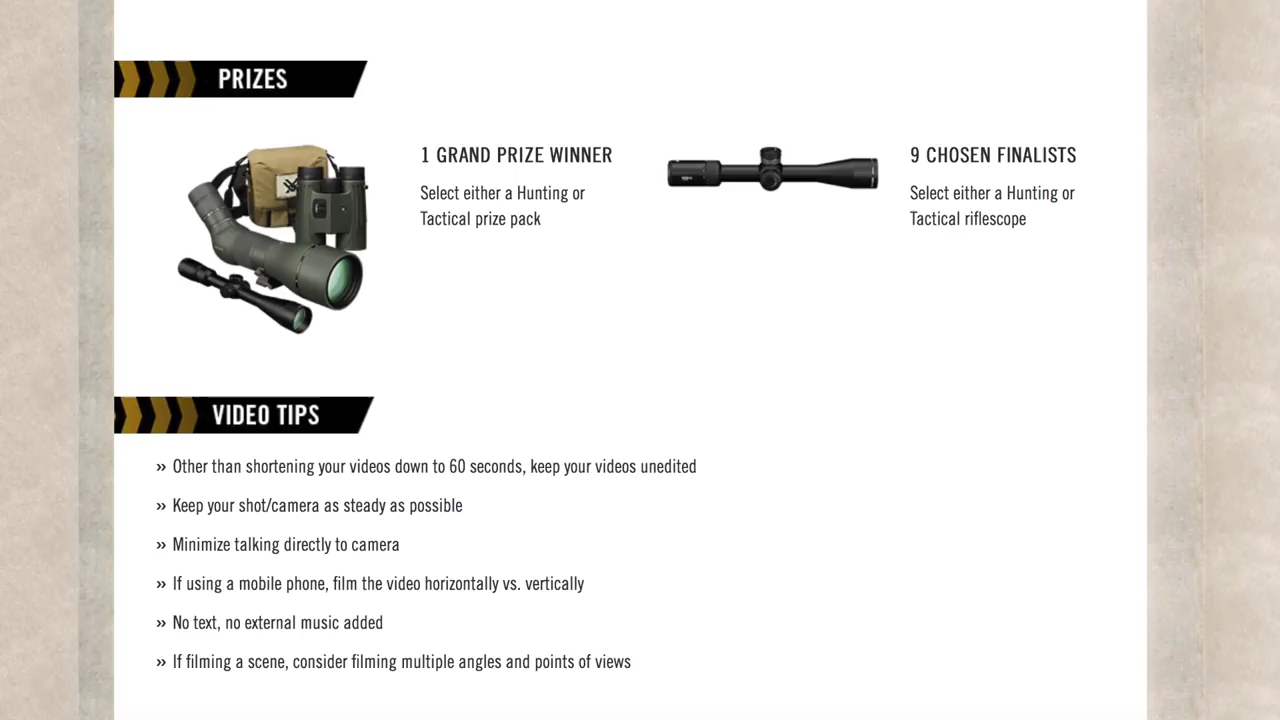 PRIZES
1 GRAND PRIZE WINNER
Select either a Hunting or
Tactical prize pack
9 CHOSEN FINALISTS
Select either a Hunting or
Tactical riflescope
VIDEO TIPS
» Other than shortening your videos down to 60 seconds, keep your videos unedited
» Keep your shot/camera as steady as possible
» Minimize talking directly to camera
» If using a mobile phone, film the video horizontally vs. vertically
» No text, no external music added
» If filming a scene, consider filming multiple angles and points of views